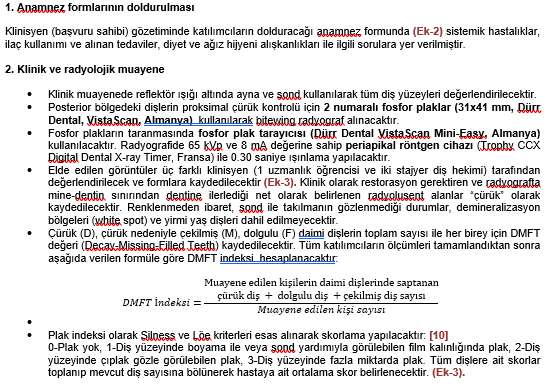 1. Anamnez formlarının doldurulması
Klinisyen (başvuru sahibi) gözetiminde katılımcıların dolduracağı anamnez formunda (Ek-2) sistemik hastalıklar,
ilaç kullanımı ve alınan tedaviler, diyet ve ağız hijyeni alışkanlıkları ile ilgili sorulara yer verilmiştir.
2. Klinik ve radyolojik muayene
• Klinik muayenede reflektör ışığı altında ayna ve sond kullanılarak tüm diş yüzeyleri değerlendirilecektir.
• Posterior bölgedeki dişlerin proksimal çürük kontrolü için 2 numaralı fosfor plaklar (31x41 mm, Dürr
Dental, VistaScan, Almanya) kullanılarak bitewing radyograf alınacaktır.
• Fosfor plakların taranmasında fosfor plak tarayıcısı (Dürr Dental VistaScan Mini-Easy, Almanya)
kullanılacaktır. Radyografide 65 kVp ve 8 mA değerine sahip periapikal röntgen cihazı (Trophy CCX
Digital Dental X-ray Timer, Fransa) ile 0.30 saniye ışınlama yapılacaktır.
• Elde edilen görüntüler üç farklı klinisyen (1 uzmanlık öğrencisi ve iki stajyer diş hekimi) tarafından
değerlendirilecek ve formlara kaydedilecektir (Ek-3). Klinik olarak restorasyon gerektiren ve radyografta
mine-dentin sınırından dentine ilerlediği net olarak belirlenen radyolusent alanlar “çürük” olarak
kaydedilecektir. Renklenmeden ibaret, sond ile takılmanın gözlenmediği durumlar, demineralizasyon
bölgeleri (white spot) ve yirmi yaş dişleri dahil edilmeyecektir.
• Çürük (D), çürük nedeniyle çekilmiş (M), dolgulu (F) daimi dişlerin toplam sayısı ile her birey için DMFT
değeri (Decay-Missing-Filled Teeth) kaydedilecektir. Tüm katılımcıların ölçümleri tamamlandıktan sonra
aşağıda verilen formüle göre DMFT indeksi hesaplanacaktır:
Muayene edilen kişilerin daimi dişlerinde saptanan
çürük diş + dolgulu diş + çekilmiş diş sayısı
DMFT İndeksi =
Muayene edilen kişi sayısı
•
• Plak indeksi olarak Silness ve Löe kriterleri esas alınarak skorlama yapılacaktır: [10]
0-Plak yok, 1-Diş yüzeyinde boyama ile veya sond yardımıyla görülebilen film kalınlığında plak, 2-Diş
yüzeyinde çıplak gözle görülebilen plak, 3-Diş yüzeyinde fazla miktarda plak. Tüm dişlere ait skorlar
toplanıp mevcut diş sayısına bölünerek hastaya ait ortalama skor belirlenecektir. (Ek-3).